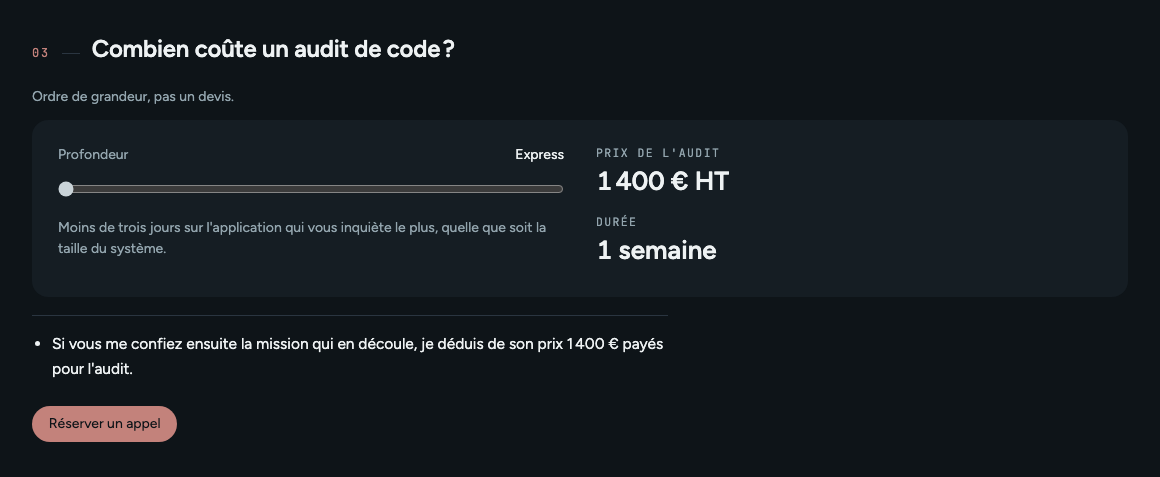 03 — Combien coûte un audit de code ?
Ordre de grandeur, pas un devis.
Profondeur
Express
Moins de trois jours sur l'application qui vous inquiète le plus, quelle que soit la
taille du système.
PRIX DE L'AUDIT
1 400 € HT
DURÉE
1 semaine
• Si vous me confiez ensuite la mission qui en découle, je déduis de son prix 1 400 € payés
pour l'audit.
Réserver un appel